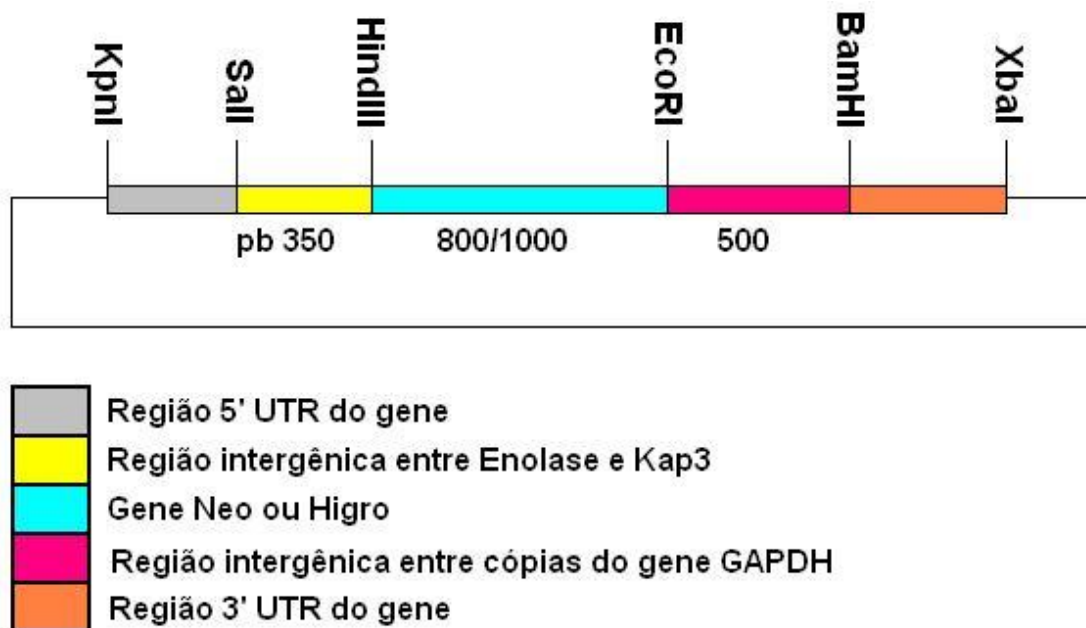 KpnI
SalI
HindIII
EcoRI
BamHI
XbaI
pb 350 800/1000 500
Região 5' UTR do gene
Região intergênica entre Enolase e Kap3
Gene Neo ou Higro
Região intergênica entre cópias do gene GAPDH
Região 3' UTR do gene